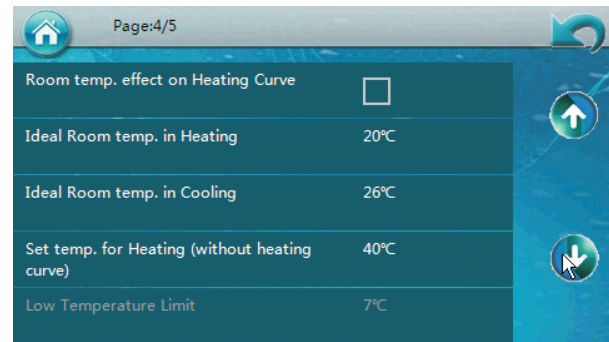 Page:4/5
Room temp. effect on Heating Curve
Ideal Room temp. in Heating 20℃
Ideal Room temp. in Cooling 26℃
Set temp. for Heating (without heating 40℃
curve)
Low Temperature Limit 7℃